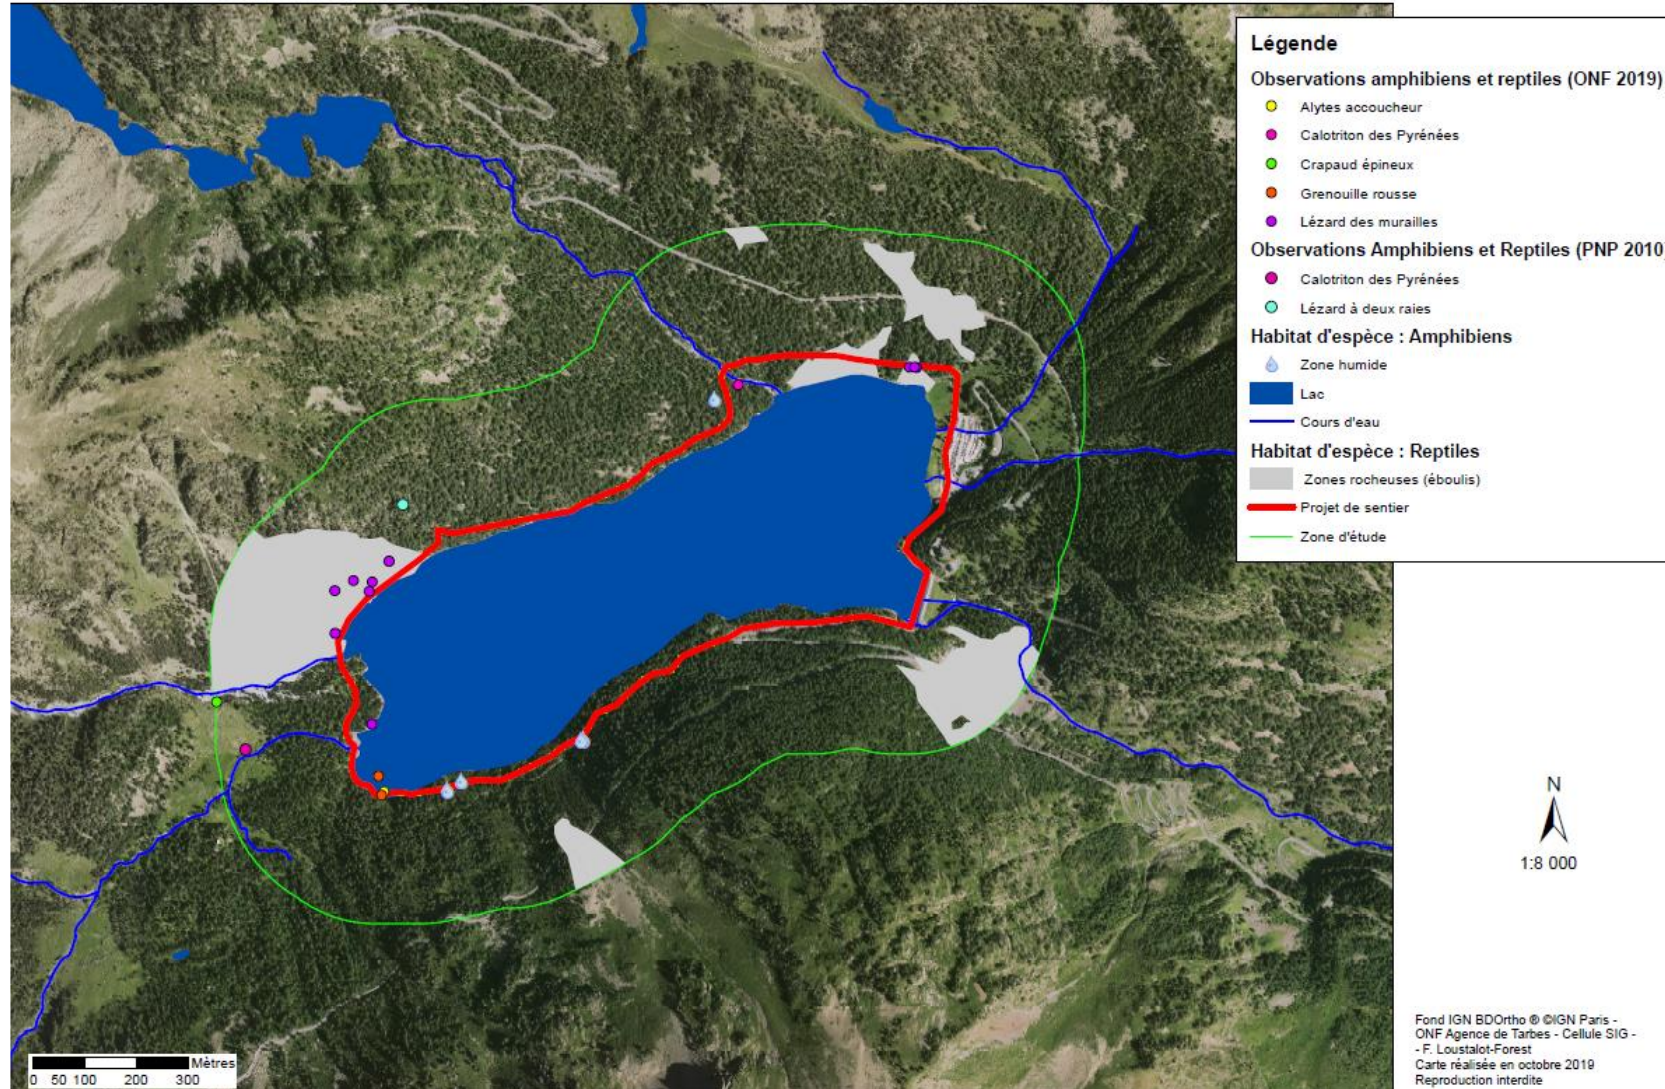 Légende
Observations amphibiens et reptiles (ONF 2019)
Alytes accoucheur
Calotriton des Pyrénées
Crapaud épineux
Grenouille rousse
Lézard des murailles
Observations Amphibiens et Reptiles (PNP 2010)
Calotriton des Pyrénées
Lézard à deux raies
Habitat d'espèce : Amphibiens
Zone humide
Lac
Cours d'eau
Habitat d'espèce : Reptiles
Zones rocheuses (éboulis)
Projet de sentier
Zone d'étude
N
1:8 000
Mètres
0 50 100 200 300
Fond IGN BDOrtho ® ©IGN Paris -
ONF Agence de Tarbes - Cellule SIG -
- F. Loustalot-Forest
Carte réalisée en octobre 2019
Reproduction interdite